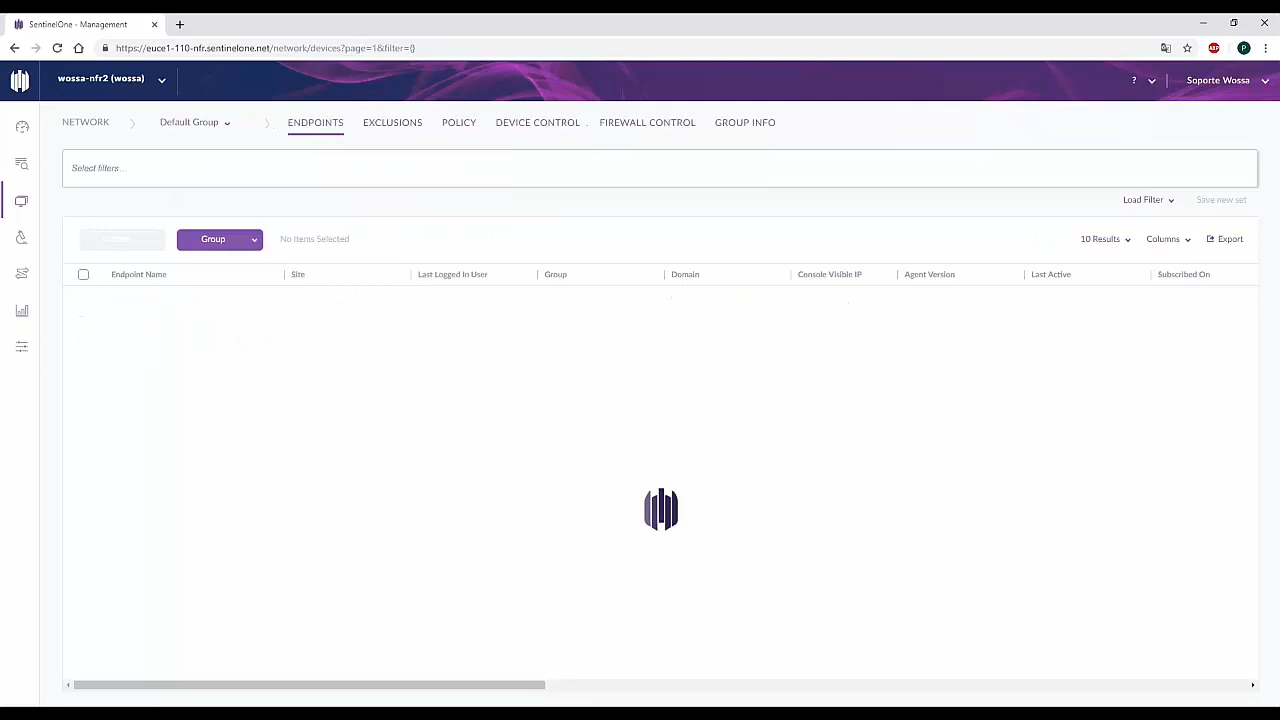 SentinelOne - Management
https://euce1-110-nfr.sentinelone.net/network/devices?page=1&filter={}
ABP
P
wossa-nfr2 (wossa)
?
Soporte Wossa
NETWORK
Default Group
ENDPOINTS
EXCLUSIONS
POLICY
DEVICE CONTROL
FIREWALL CONTROL
GROUP INFO
Select filters...
Load Filter
Save new set
Group
No Items Selected
10 Results
Columns
Export
Endpoint Name
Site
Last Logged In User
Group
Domain
Console Visible IP
Agent Version
Last Active
Subscribed On